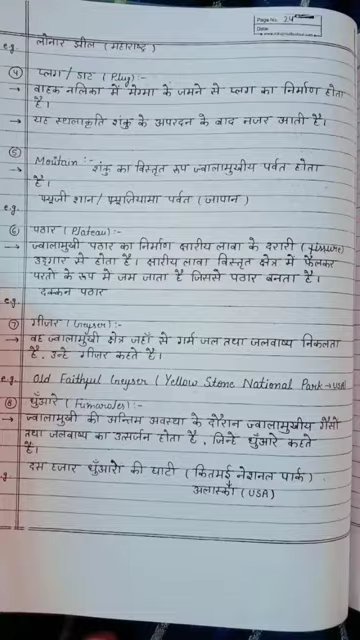 Page No. 24
Date:
e.g. लोनार झील (महाराष्ट्र)
④ प्लग / डाट (Plug) :-
→ वाहक नलिका में मैग्मा के जमने से प्लग का निर्माण होता
है।
→ यह स्थलाकृति शंकु के अपरदन के बाद नजर आती है।
⑤ Moutain :-
→ शंकु का विस्तृत रूप ज्वालामुखीय पर्वत होता
है।
e.g. फ्यूजी शान / फ्यूजियामा पर्वत (जापान)
⑥ पठार (Plateau) :-
→ ज्वालामुखी पठार का निर्माण क्षारीय लावा के दरारी (fissure)
उद्गार से होता है। क्षारीय लावा विस्तृत क्षेत्र में फैलकर
परतो के रूप में जम जाता है जिससे पठार बनता है।
e.g. दक्कन पठार
⑦ गीजर (Geyser) :-
→ वह ज्वालामुखी क्षेत्र जहाँ से गर्म जल तथा जलवाष्प निकलता
है, उन्हे गीजर कहते है।
e.g. Old Faithful Geyser (Yellow Stone National Park → USA)
⑧ धुँआरे (Fumaroles) :-
→ ज्वालामुखी की अन्तिम अवस्था के दौरान ज्वालामुखीय गैसो
तथा जलवाष्प का उत्सर्जन होता है, जिन्हे धुँआरे कहते
है।
दस हजार धुँआरो की घाटी (कितमई नेशनल पार्क)
अलास्का (USA)